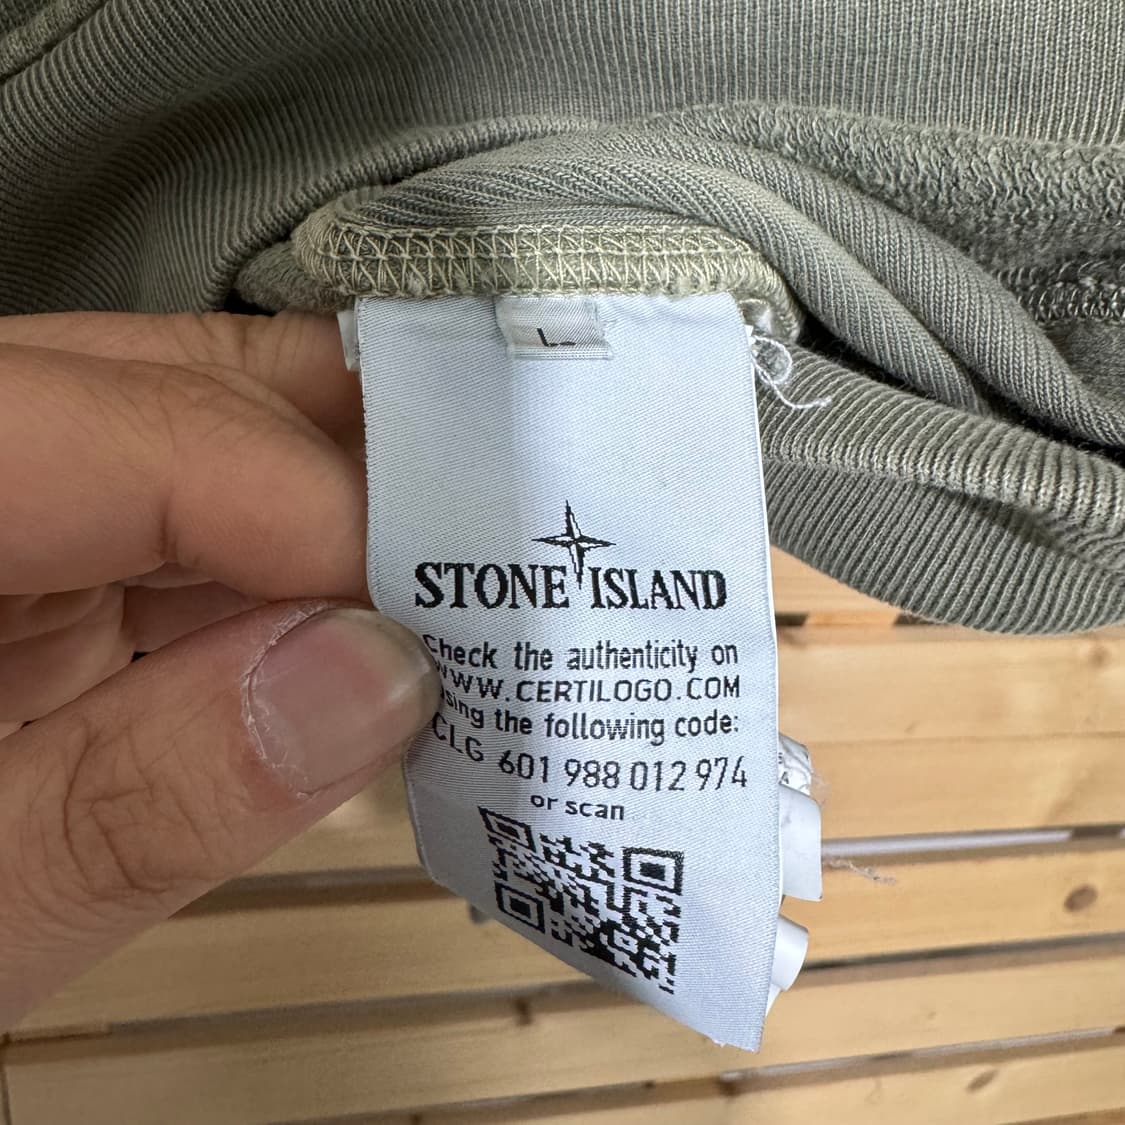 STONE ISLAND
Check the authenticity on
WWW.CERTILOGO.COM
using the following code:
CLG 601 988 012 974
or scan